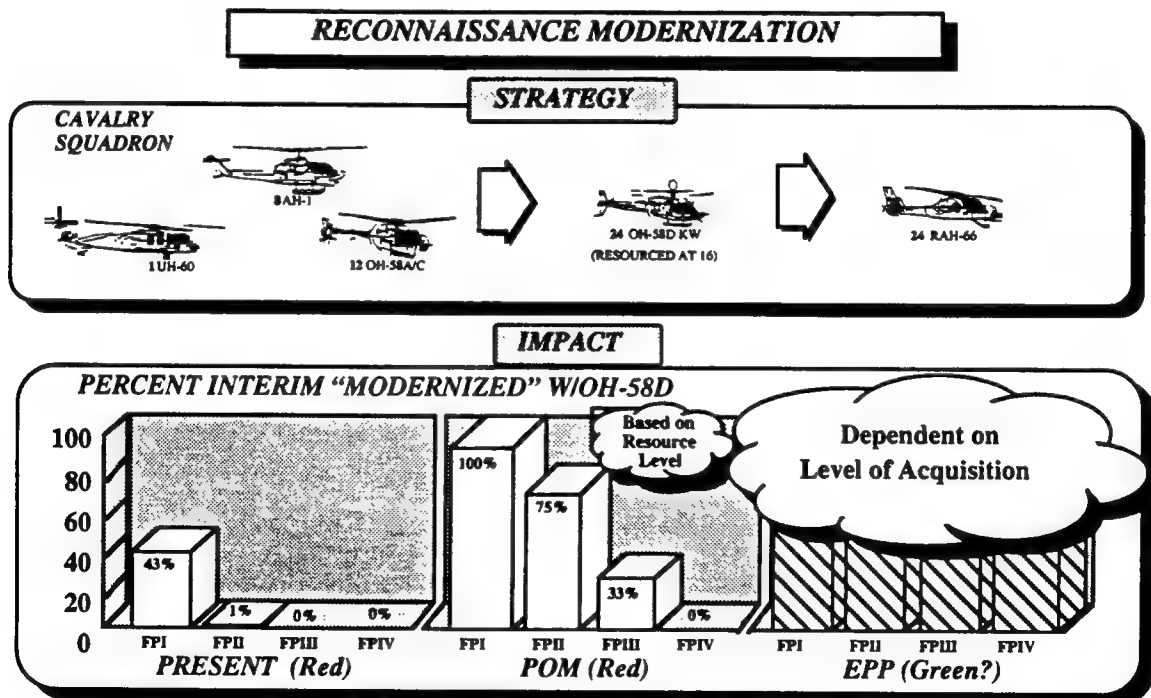 RECONNAISSANCE MODERNIZATION
STRATEGY
CAVALRY
SQUADRON
8 AH-1
1 UH-60
12 OH-58A/C
24 OH-58D KW
(RESOURCED AT 16)
24 RAH-66
IMPACT
PERCENT INTERIM “MODERNIZED” W/OH-58D
Based on
Resource
Level
Dependent on
Level of Acquisition
100
80
60
40
20
0
43%
1%
0%
0%
100%
75%
33%
0%
FPI FPII FPIII FPIV
FPI FPII FPIII FPIV
FPI FPII FPIII FPIV
PRESENT (Red)
POM (Red)
EPP (Green?)